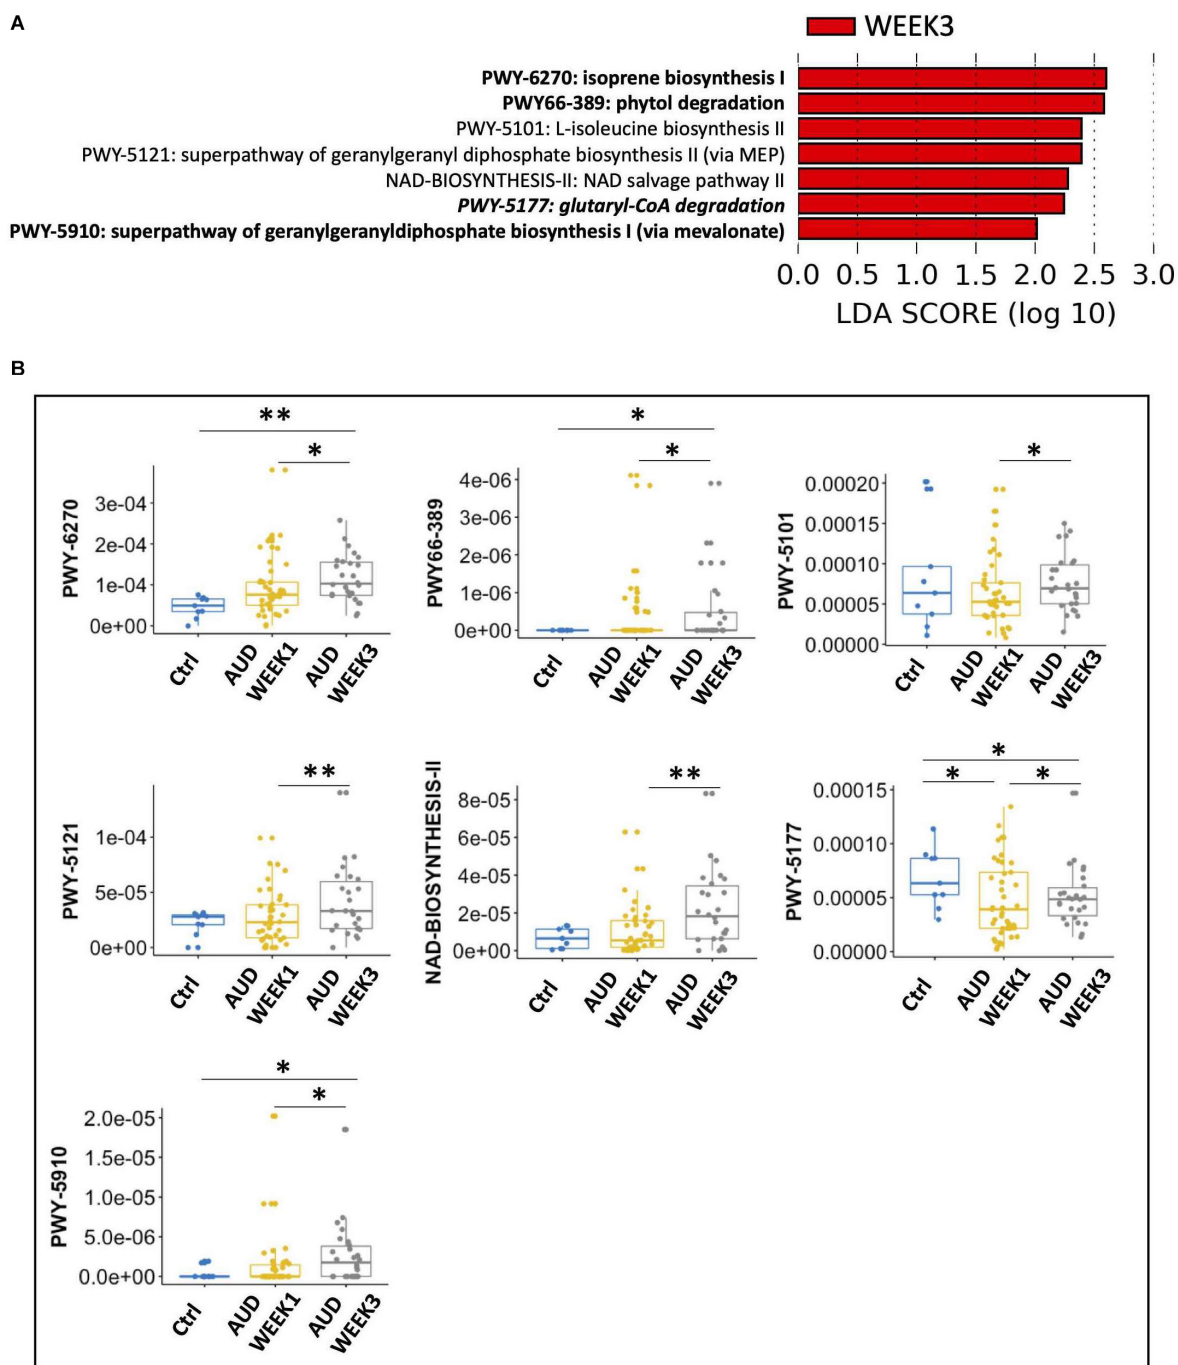 A
WEEK3
PWY-6270: isoprene biosynthesis I
PWY66-389: phytol degradation
PWY-5101: L-isoleucine biosynthesis II
PWY-5121: superpathway of geranylgeranyl diphosphate biosynthesis II (via MEP)
NAD-BIOSYNTHESIS-II: NAD salvage pathway II
PWY-5177: glutaryl-CoA degradation
PWY-5910: superpathway of geranylgeranyldiphosphate biosynthesis I (via mevalonate)
0.0 0.5 1.0 1.5 2.0 2.5 3.0
LDA SCORE (log 10)
B
**
*
PWY-6270
3e-04
2e-04
1e-04
0e+00
Ctrl
AUD
WEEK1
AUD
WEEK3
*
*
PWY66-389
4e-06
3e-06
2e-06
1e-06
0e+00
Ctrl
AUD
WEEK1
AUD
WEEK3
*
PWY-5101
0.00020
0.00015
0.00010
0.00005
0.00000
Ctrl
AUD
WEEK1
AUD
WEEK3
**
PWY-5121
1e-04
5e-05
0e+00
Ctrl
AUD
WEEK1
AUD
WEEK3
**
NAD-BIOSYNTHESIS-II
8e-05
6e-05
4e-05
2e-05
0e+00
Ctrl
AUD
WEEK1
AUD
WEEK3
*
* *
PWY-5177
0.00015
0.00010
0.00005
0.00000
Ctrl
AUD
WEEK1
AUD
WEEK3
*
*
PWY-5910
2.0e-05
1.5e-05
1.0e-05
5.0e-06
0.0e+00
Ctrl
AUD
WEEK1
AUD
WEEK3